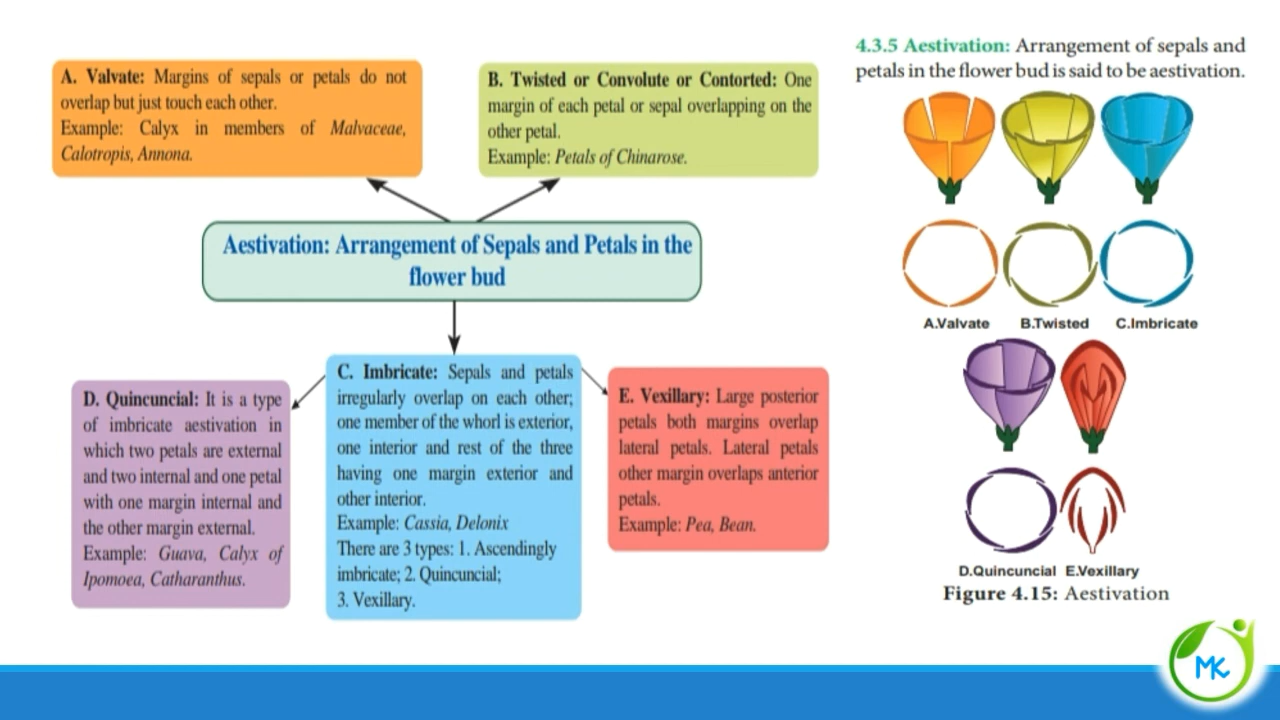 A. Valvate: Margins of sepals or petals do not
overlap but just touch each other.
Example: Calyx in members of Malvaceae,
Calotropis, Annona.
B. Twisted or Convolute or Contorted: One
margin of each petal or sepal overlapping on the
other petal.
Example: Petals of Chinarose.
Aestivation: Arrangement of Sepals and Petals in the
flower bud
D. Quincuncial: It is a type
of imbricate aestivation in
which two petals are external
and two internal and one petal
with one margin internal and
the other margin external.
Example: Guava, Calyx of
Ipomoea, Catharanthus.
C. Imbricate: Sepals and petals
irregularly overlap on each other;
one member of the whorl is exterior,
one interior and rest of the three
having one margin exterior and
other interior.
Example: Cassia, Delonix
There are 3 types: 1. Ascendingly
imbricate; 2. Quincuncial;
3. Vexillary.
E. Vexillary: Large posterior
petals both margins overlap
lateral petals. Lateral petals
other margin overlaps anterior
petals.
Example: Pea, Bean.
4.3.5 Aestivation: Arrangement of sepals and
petals in the flower bud is said to be aestivation.
A.Valvate B.Twisted C.Imbricate
D.Quincuncial E.Vexillary
Figure 4.15: Aestivation
MK